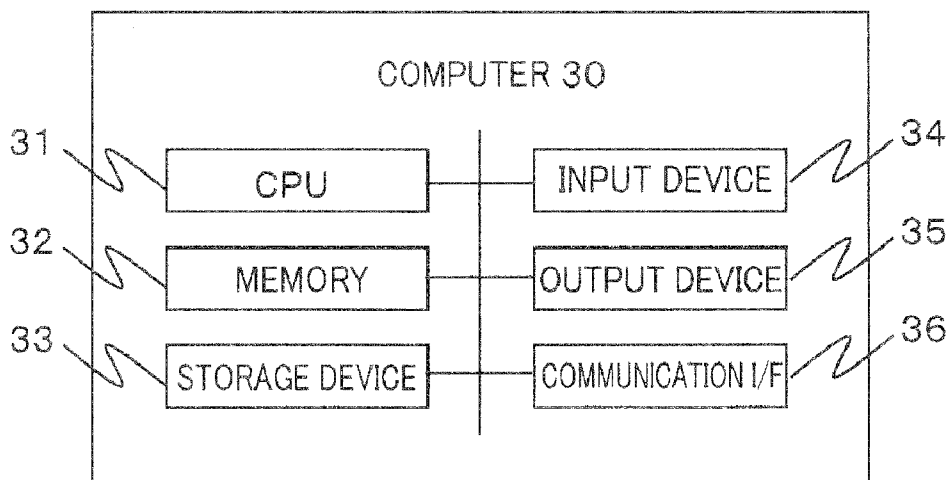 COMPUTER 30
31
CPU
INPUT DEVICE
34
32
MEMORY
OUTPUT DEVICE
35
33
STORAGE DEVICE
COMMUNICATION I/F
36